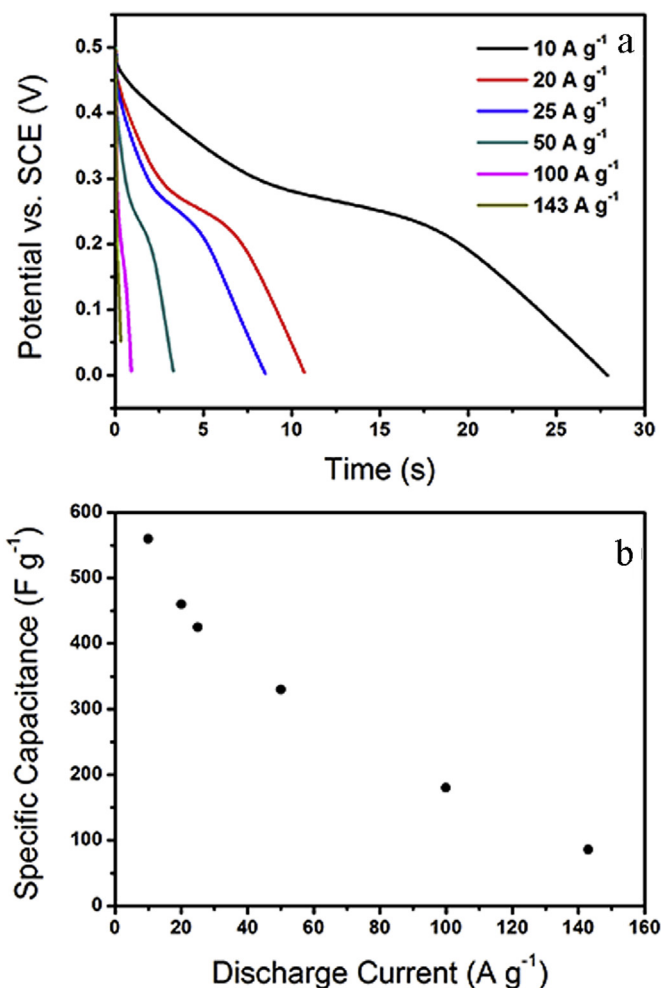 a
10 A g⁻¹
20 A g⁻¹
25 A g⁻¹
50 A g⁻¹
100 A g⁻¹
143 A g⁻¹
Potential vs. SCE (V)
0.5
0.4
0.3
0.2
0.1
0.0
0 5 10 15 20 25 30
Time (s)
b
Specific Capacitance (F g⁻¹)
600
500
400
300
200
100
0
0 20 40 60 80 100 120 140 160
Discharge Current (A g⁻¹)